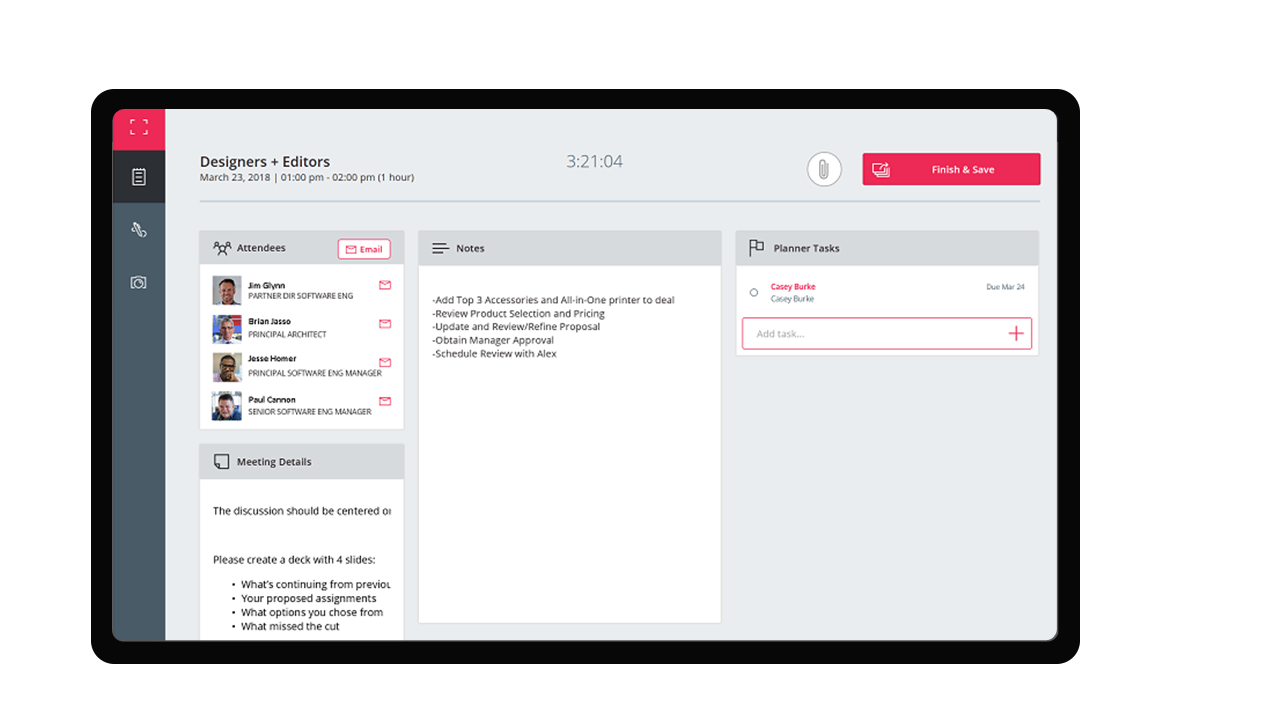 Designers + Editors
March 23, 2018 | 01:00 pm - 02:00 pm (1 hour)
3:21:04
Finish & Save
Attendees
Email
Jim Glynn
PARTNER DIR SOFTWARE ENG
Brian Jasso
PRINCIPAL ARCHITECT
Jesse Homer
PRINCIPAL SOFTWARE ENG MANAGER
Paul Cannon
SENIOR SOFTWARE ENG MANAGER
Meeting Details
The discussion should be centered
Please create a deck with 4 slides:
• What's continuing from
• Your proposed assignments
• What options you chose from
• What missed the cut
Notes
-Add Top 3 Accessories and All-in-One printer to deal
-Review Product Selection and Pricing
-Update and Review/Refine Proposal
-Obtain Manager Approval
-Schedule Review with Alex
Planner Tasks
Casey Burke
Due Mar 24
Casey Burke
Add task...